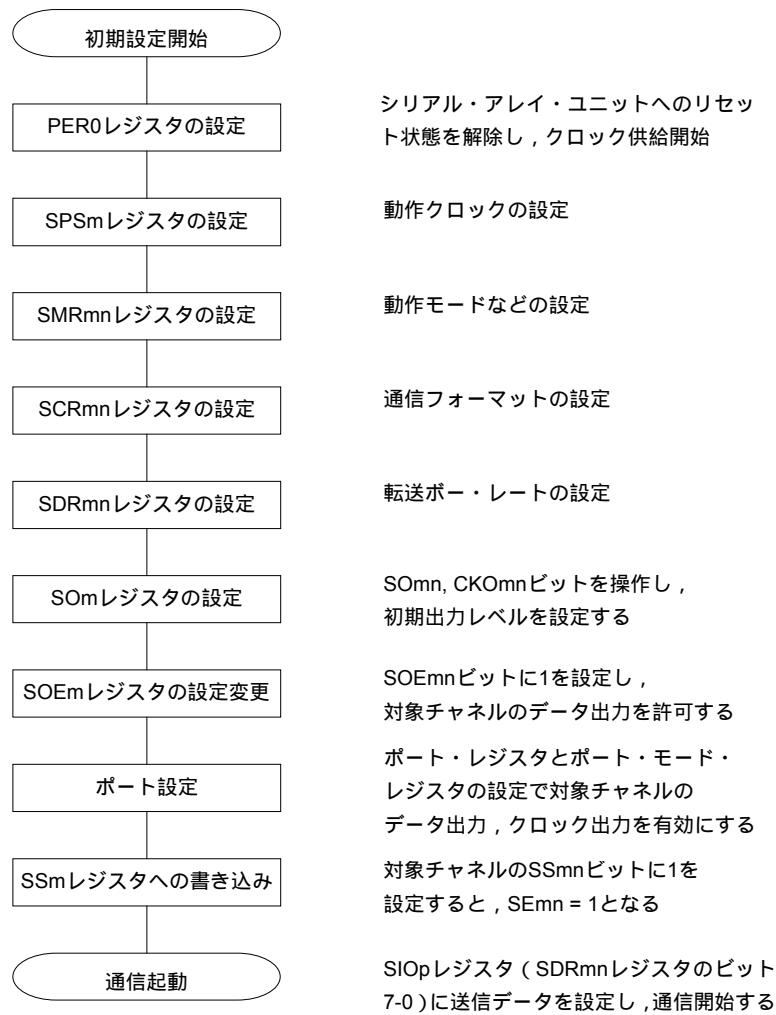 初期設定開始
PER0レジスタの設定
シリアル・アレイ・ユニットへのリセッ
ト状態を解除し，クロック供給開始
SPSmレジスタの設定
動作クロックの設定
SMRmnレジスタの設定
動作モードなどの設定
SCRmnレジスタの設定
通信フォーマットの設定
SDRmnレジスタの設定
転送ボー・レートの設定
SOmレジスタの設定
SOmn, CKOmnビットを操作し，
初期出力レベルを設定する
SOEmレジスタの設定変更
SOEmnビットに1を設定し，
対象チャネルのデータ出力を許可する
ポート設定
ポート・レジスタとポート・モード・
レジスタの設定で対象チャネルの
データ出力，クロック出力を有効にする
SSmレジスタへの書き込み
対象チャネルのSSmnビットに1を
設定すると，SEmn = 1となる
通信起動
SIOpレジスタ（SDRmnレジスタのビット
7-0）に送信データを設定し，通信開始する